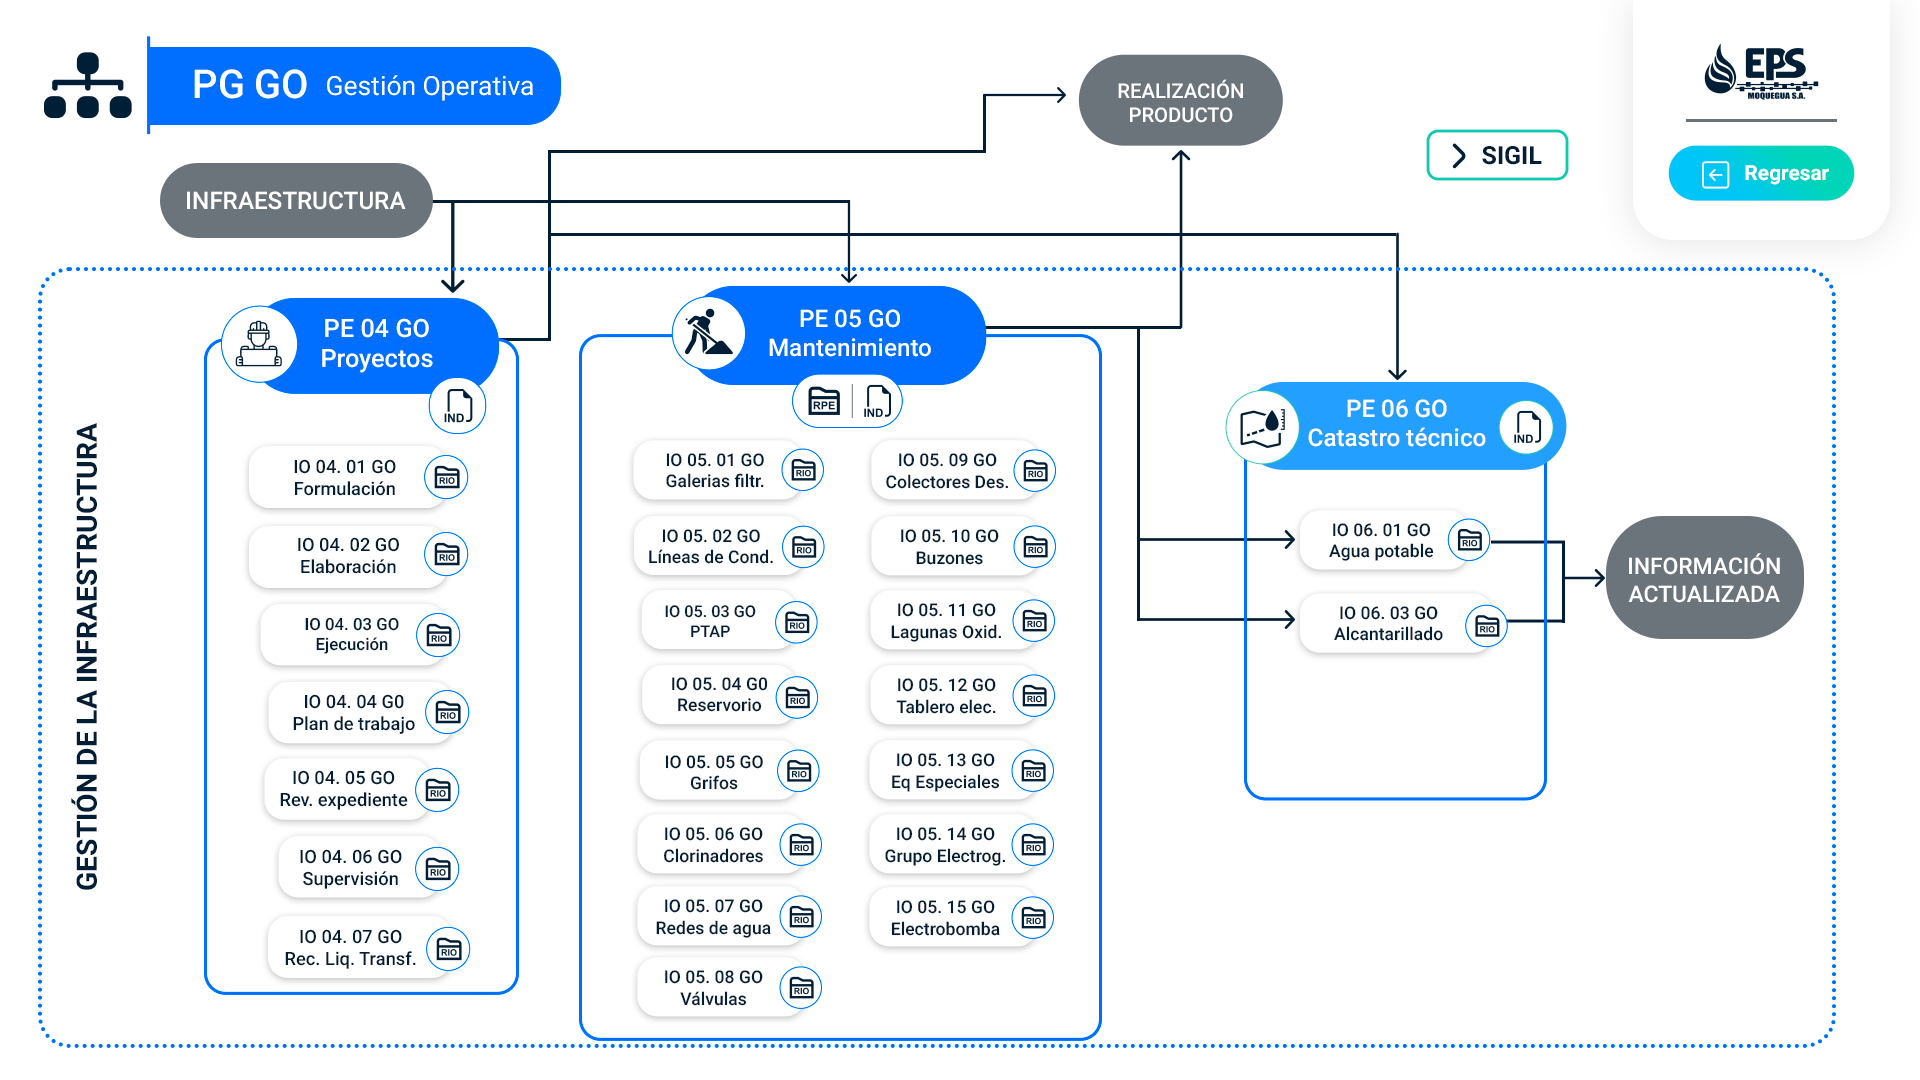 PG GO Gestión Operativa
REALIZACIÓN
PRODUCTO
EPS
MOQUEGUA S.A.
SIGIL
Regresar
INFRAESTRUCTURA
GESTIÓN DE LA INFRAESTRUCTURA
PE 04 GO
Proyectos
IND
IO 04. 01 GO
Formulación
RIO
IO 04. 02 GO
Elaboración
RIO
IO 04. 03 GO
Ejecución
RIO
IO 04. 04 G0
Plan de trabajo
RIO
IO 04. 05 GO
Rev. expediente
RIO
IO 04. 06 GO
Supervisión
RIO
IO 04. 07 GO
Rec. Liq. Transf.
RIO
PE 05 GO
Mantenimiento
RPE
IND
IO 05. 01 GO
Galerias filtr.
RIO
IO 05. 02 GO
Líneas de Cond.
RIO
IO 05. 03 GO
PTAP
RIO
IO 05. 04 G0
Reservorio
RIO
IO 05. 05 GO
Grifos
RIO
IO 05. 06 GO
Clorinadores
RIO
IO 05. 07 GO
Redes de agua
RIO
IO 05. 08 GO
Válvulas
RIO
IO 05. 09 GO
Colectores Des.
RIO
IO 05. 10 GO
Buzones
RIO
IO 05. 11 GO
Lagunas Oxid.
RIO
IO 05. 12 GO
Tablero elec.
RIO
IO 05. 13 GO
Eq Especiales
RIO
IO 05. 14 GO
Grupo Electrog.
RIO
IO 05. 15 GO
Electrobomba
RIO
PE 06 GO
Catastro técnico
IND
IO 06. 01 GO
Agua potable
RIO
IO 06. 03 GO
Alcantarillado
RIO
INFORMACIÓN
ACTUALIZADA